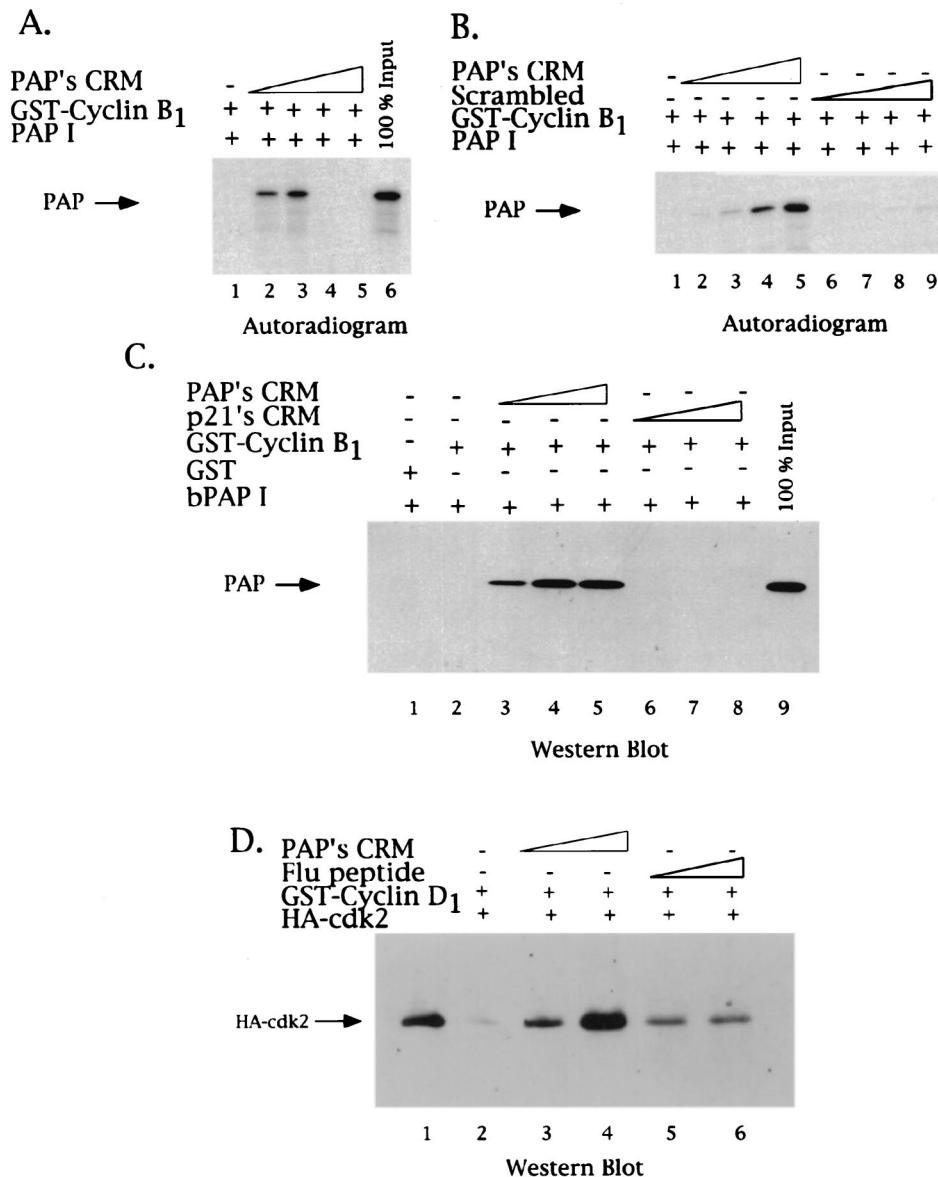 A.
PAP's CRM -
GST-Cyclin B1 + + + + +
PAP I + + + + +
100 % Input
PAP
1 2 3 4 5 6
Autoradiogram
B.
PAP's CRM - - - - -
Scrambled - - - - -
GST-Cyclin B1 + + + + + + + + +
PAP I + + + + + + + + +
PAP
1 2 3 4 5 6 7 8 9
Autoradiogram
C.
PAP's CRM - - - - -
p21's CRM - - - - -
GST-Cyclin B1 - + + + + + + +
GST + - - - - - - -
bPAP I + + + + + + + +
100 % Input
PAP
1 2 3 4 5 6 7 8 9
Western Blot
D.
PAP's CRM - - -
Flu peptide - - -
GST-Cyclin D1 + + + + +
HA-cdk2 + + + + +
HA-cdk2
1 2 3 4 5 6
Western Blot